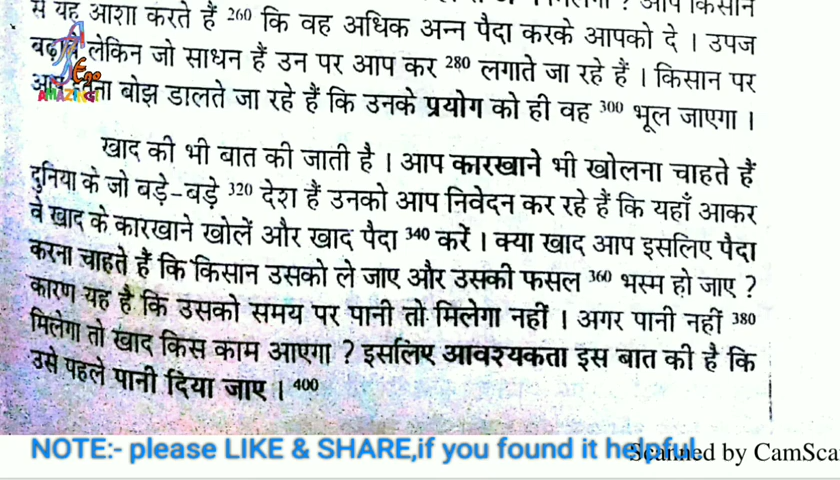 से यह आशा करते हैं 260 कि वह अधिक अन्न पैदा करके आपको दे । उपज
लेकिन जो साधन हैं उन पर आप कर 280 लगाते जा रहे हैं । किसान पर
बोझ डालते जा रहे हैं कि उनके प्रयोग को ही वह 300 भूल जाएगा ।
खाद की भी बात की जाती है । आप कारखाने भी खोलना चाहते हैं
दुनिया के जो बड़े-बड़े 320 देश हैं उनको आप निवेदन कर रहे हैं कि यहाँ आकर
वे खाद के कारखाने खोलें और खाद पैदा 340 करें । क्या खाद आप इसलिए पैदा
करना चाहते हैं कि किसान उसको ले जाए और उसकी फसल 360 भस्म हो जाए ?
कारण यह है कि उसको समय पर पानी तो मिलेगा नहीं । अगर पानी नहीं 380
मिलेगा तो खाद किस काम आएगा ? इसलिए आवश्यकता इस बात की है कि
उसे पहले पानी दिया जाए । 400
NOTE:- please LIKE & SHARE,if you found it helpful
Scanned by CamSca